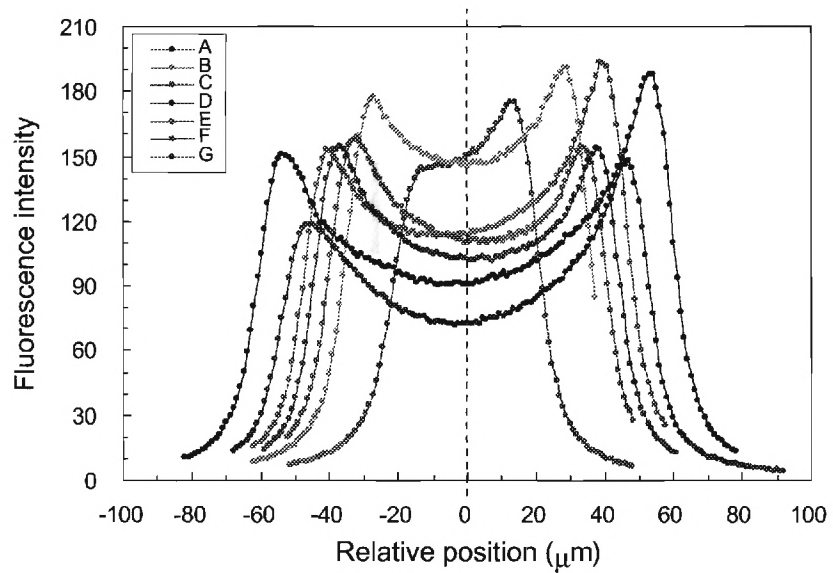 210
180
150
120
90
60
30
0
A
B
C
D
E
F
G
Fluorescence intensity
-100 -80 -60 -40 -20 0 20 40 60 80 100
Relative position (μm)